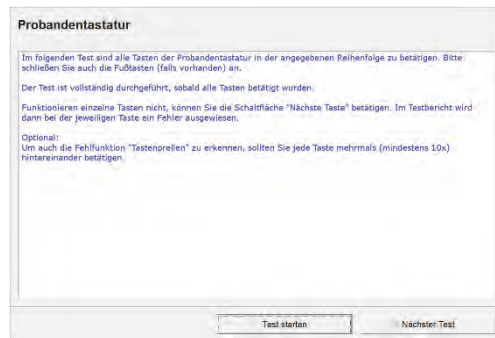 Probandentastatur
Im folgenden Test sind alle Tasten der Probandentastatur in der angegebenen Reihenfolge zu betätigen. Bitte
schließen Sie auch die Fußtasten (falls vorhanden) an.
Der Test ist vollständig durchgeführt, sobald alle Tasten betätigt wurden.
Funktionieren einzelne Tasten nicht, können Sie die Schaltfläche "Nächste Taste" betätigen. Im Testbericht wird
dann bei der jeweiligen Taste ein Fehler ausgewiesen.
Optional:
Um auch die Fehlfunktion "Tastenprellen" zu erkennen, sollten Sie jede Taste mehrmals (mindestens 10x)
hintereinander betätigen.
Test starten
Nächster Test